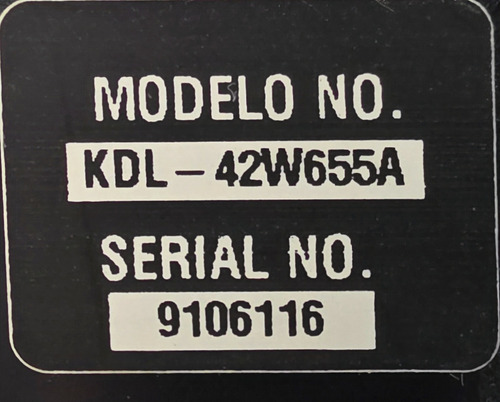 MODELO NO.
KDL-42W655A
SERIAL NO.
9106116